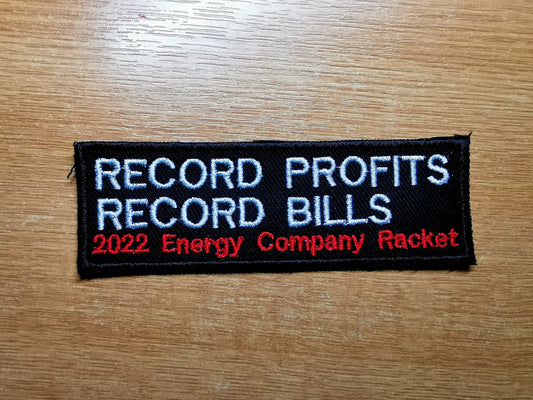 RECORD PROFITS
RECORD BILLS
2022 Energy Company Racket